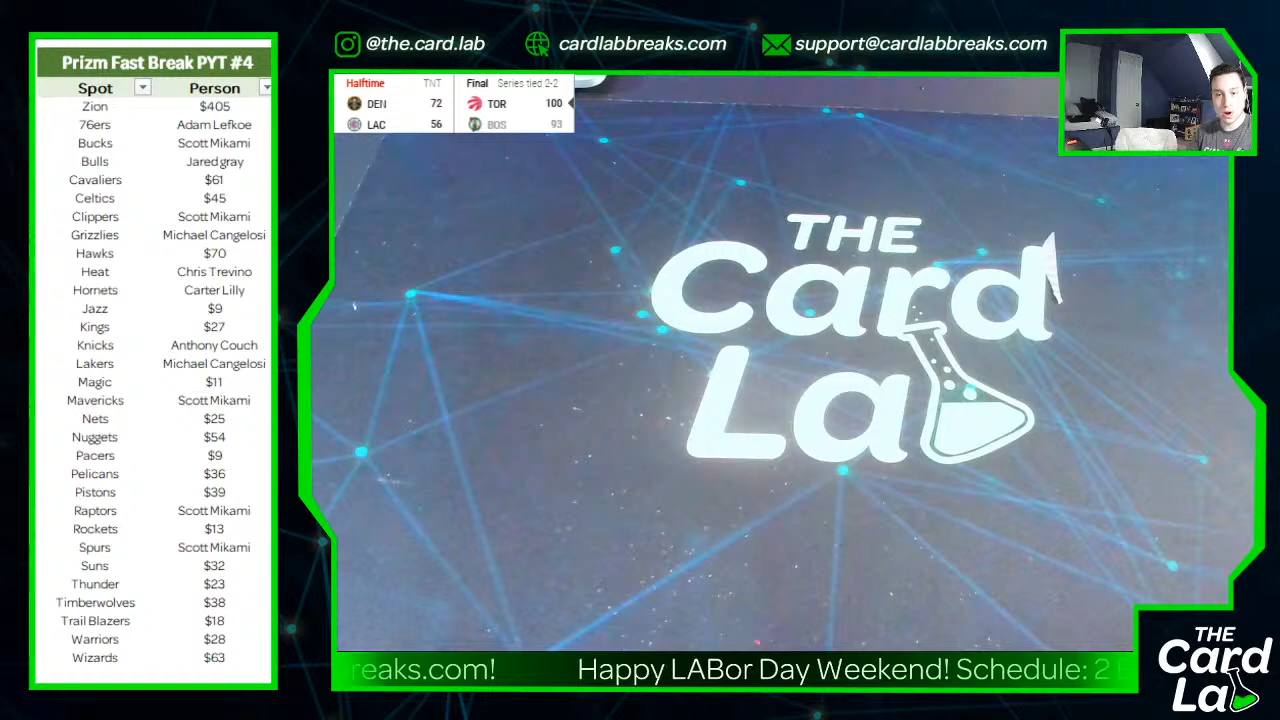 Prizm Fast Break PYT #4
Spot Person
Zion $405
76ers Adam Lefkoe
Bucks Scott Mikami
Bulls Jared gray
Cavaliers $61
Celtics $45
Clippers Scott Mikami
Grizzlies Michael Cangelosi
Hawks $70
Heat Chris Trevino
Hornets Carter Lilly
Jazz $9
Kings $27
Knicks Anthony Couch
Lakers Michael Cangelosi
Magic $11
Mavericks Scott Mikami
Nets $25
Nuggets $54
Pacers $9
Pelicans $36
Pistons $39
Raptors Scott Mikami
Rockets $13
Spurs Scott Mikami
Suns $32
Thunder $23
Timberwolves $38
Trail Blazers $18
Warriors $28
Wizards $63
@the.card.lab cardlabbreaks.com support@cardlabbreaks.com
Halftime TNT
DEN 72
LAC 56
Final Series tied 2-2
TOR 100
BOS 93
THE
Card
Lab
reaks.com! Happy LABor Day Weekend! Schedule: 2
THE
Card
Lab